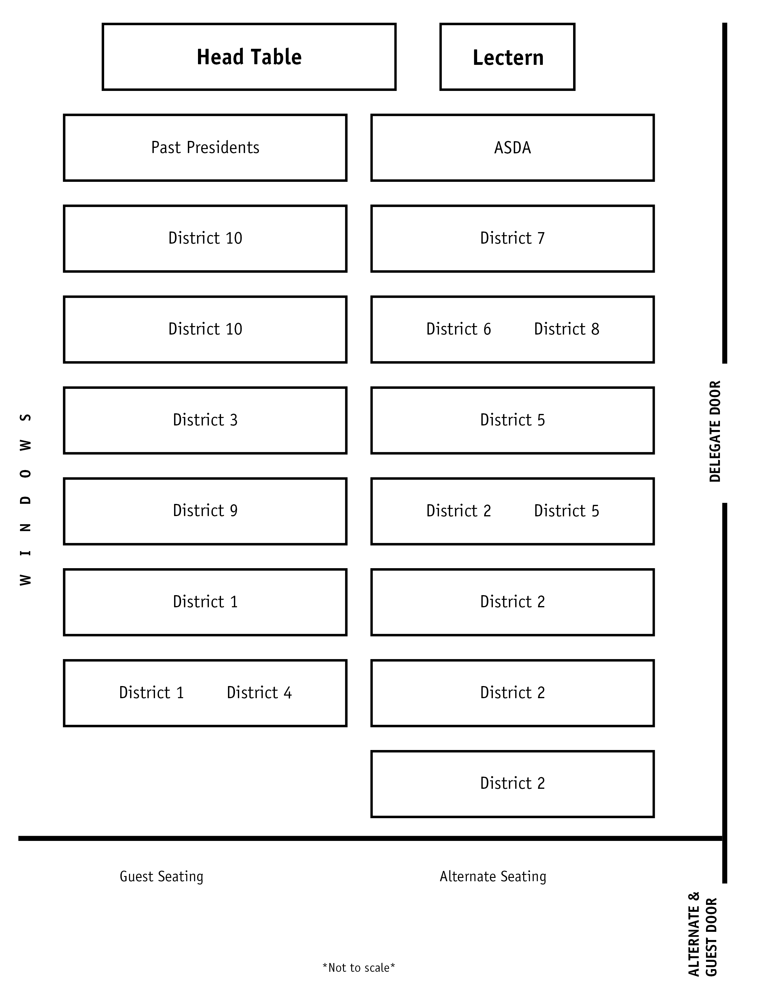 Head Table
Lectern
Past Presidents
ASDA
District 10
District 7
District 10
District 6 District 8
District 3
District 5
District 9
District 2 District 5
District 1
District 2
District 1 District 4
District 2
District 2
WINDOWS
DELEGATE DOOR
Guest Seating
Alternate Seating
ALTERNATE &
GUEST DOOR
*Not to scale*